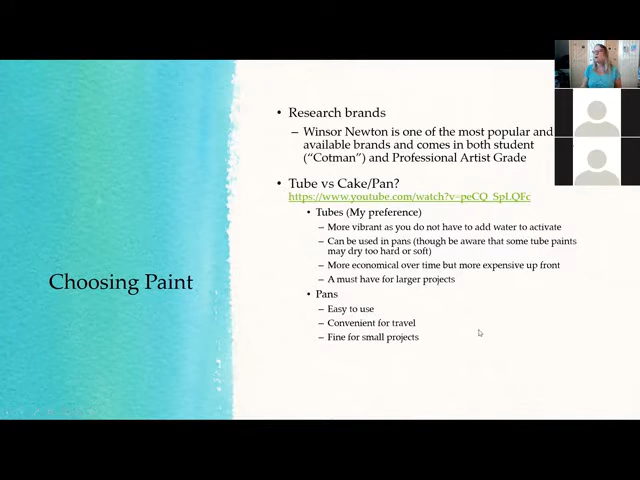 Choosing Paint
• Research brands
– Winsor Newton is one of the most popular and
available brands and comes in both student
("Cotman") and Professional Artist Grade
• Tube vs Cake/Pan?
https://www.youtube.com/watch?v=peCQ_SpLQFc
• Tubes (My preference)
– More vibrant as you do not have to add water to activate
– Can be used in pans (though be aware that some tube paints
may dry too hard or soft)
– More economical over time but more expensive up front
– A must have for larger projects
• Pans
– Easy to use
– Convenient for travel
– Fine for small projects